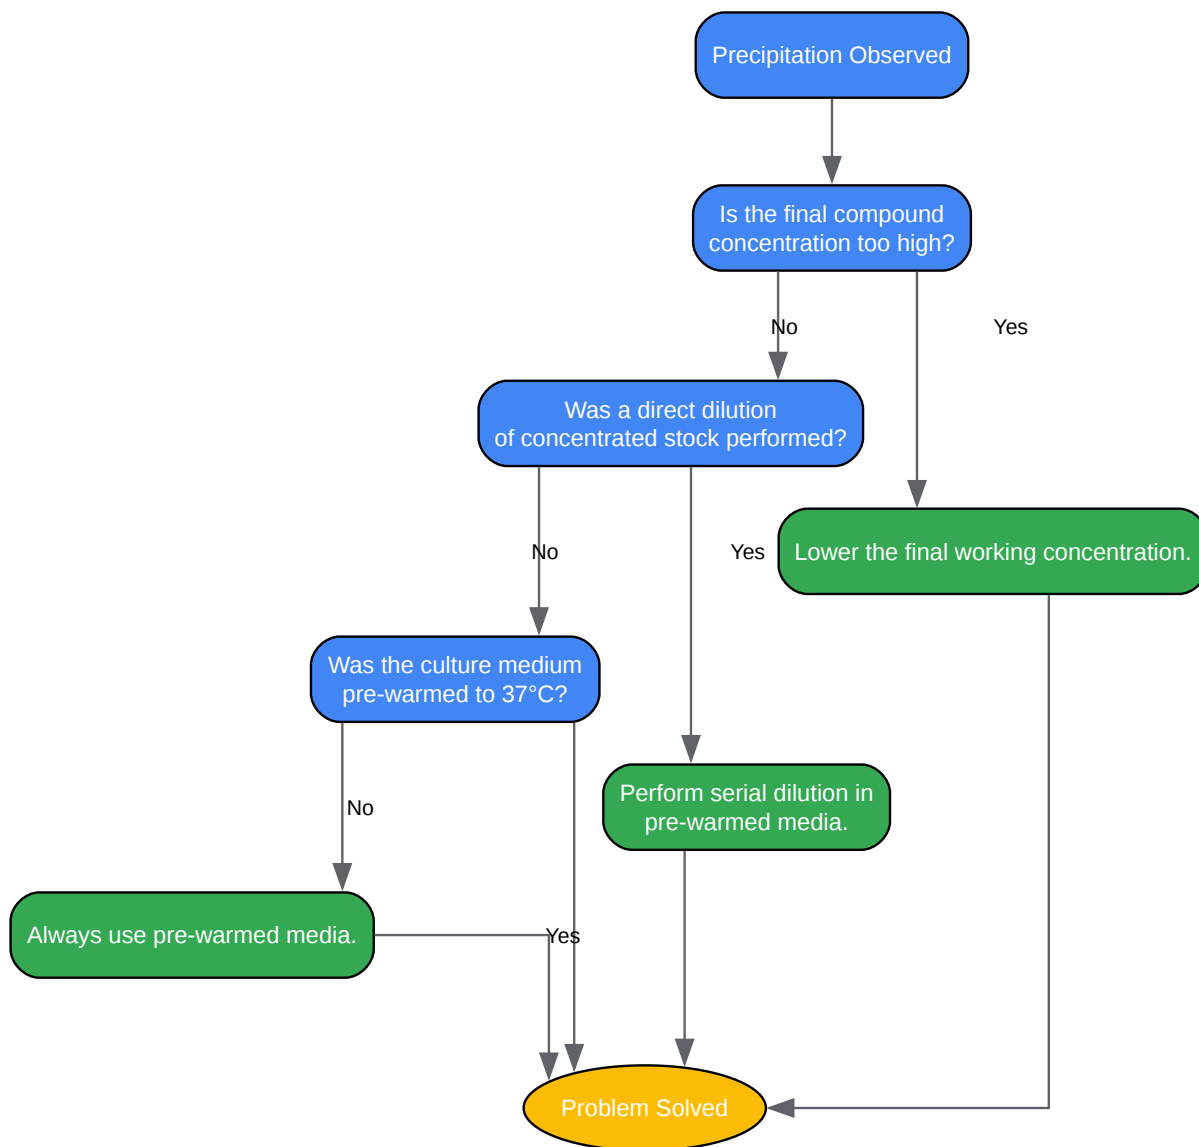 Precipitation Observed
Is the final compound
concentration too high?
No
Yes
Was a direct dilution
of concentrated stock performed?
No
Yes
Lower the final working concentration.
Was the culture medium
pre-warmed to 37°C?
Perform serial dilution in
pre-warmed media.
No
Always use pre-warmed media.
Yes
Problem Solved